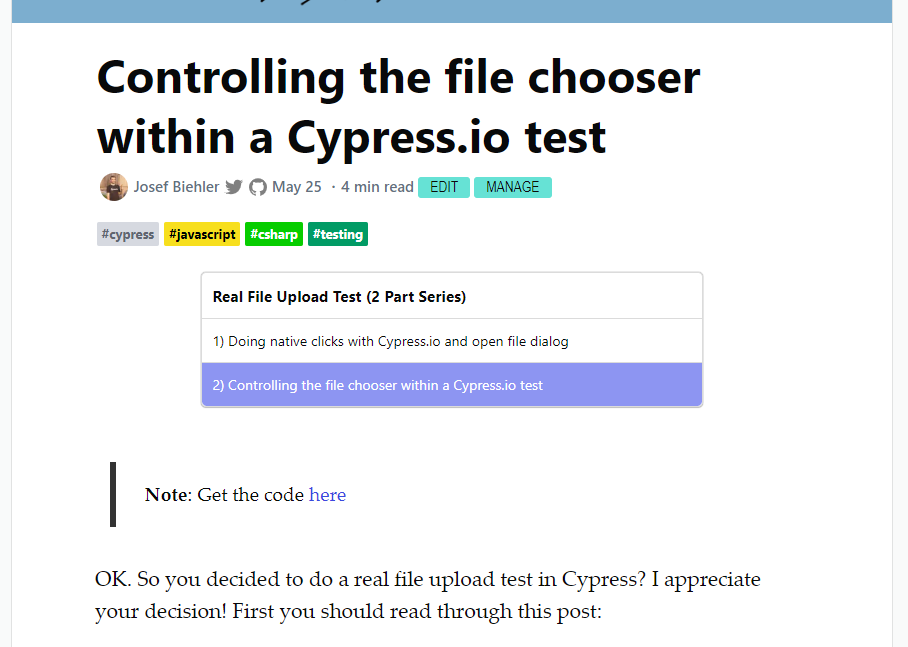 Controlling the file chooser
within a Cypress.io test
Josef Biehler May 25 · 4 min read EDIT MANAGE
#cypress #javascript #csharp #testing
Real File Upload Test (2 Part Series)
1) Doing native clicks with Cypress.io and open file dialog
2) Controlling the file chooser within a Cypress.io test
Note: Get the code here
OK. So you decided to do a real file upload test in Cypress? I appreciate
your decision! First you should read through this post: